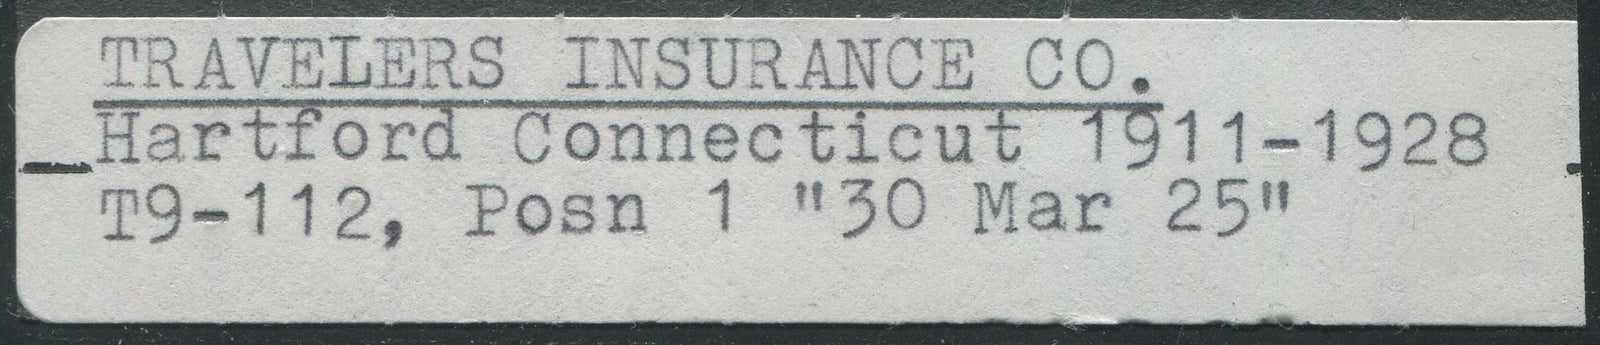 TRAVELERS INSURANCE CO.
Hartford Connecticut 1911-1928
T9-112, Posn 1 "30 Mar 25"